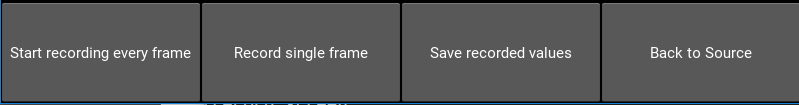 Start recording every frame
Record single frame
Save recorded values
Back to Source